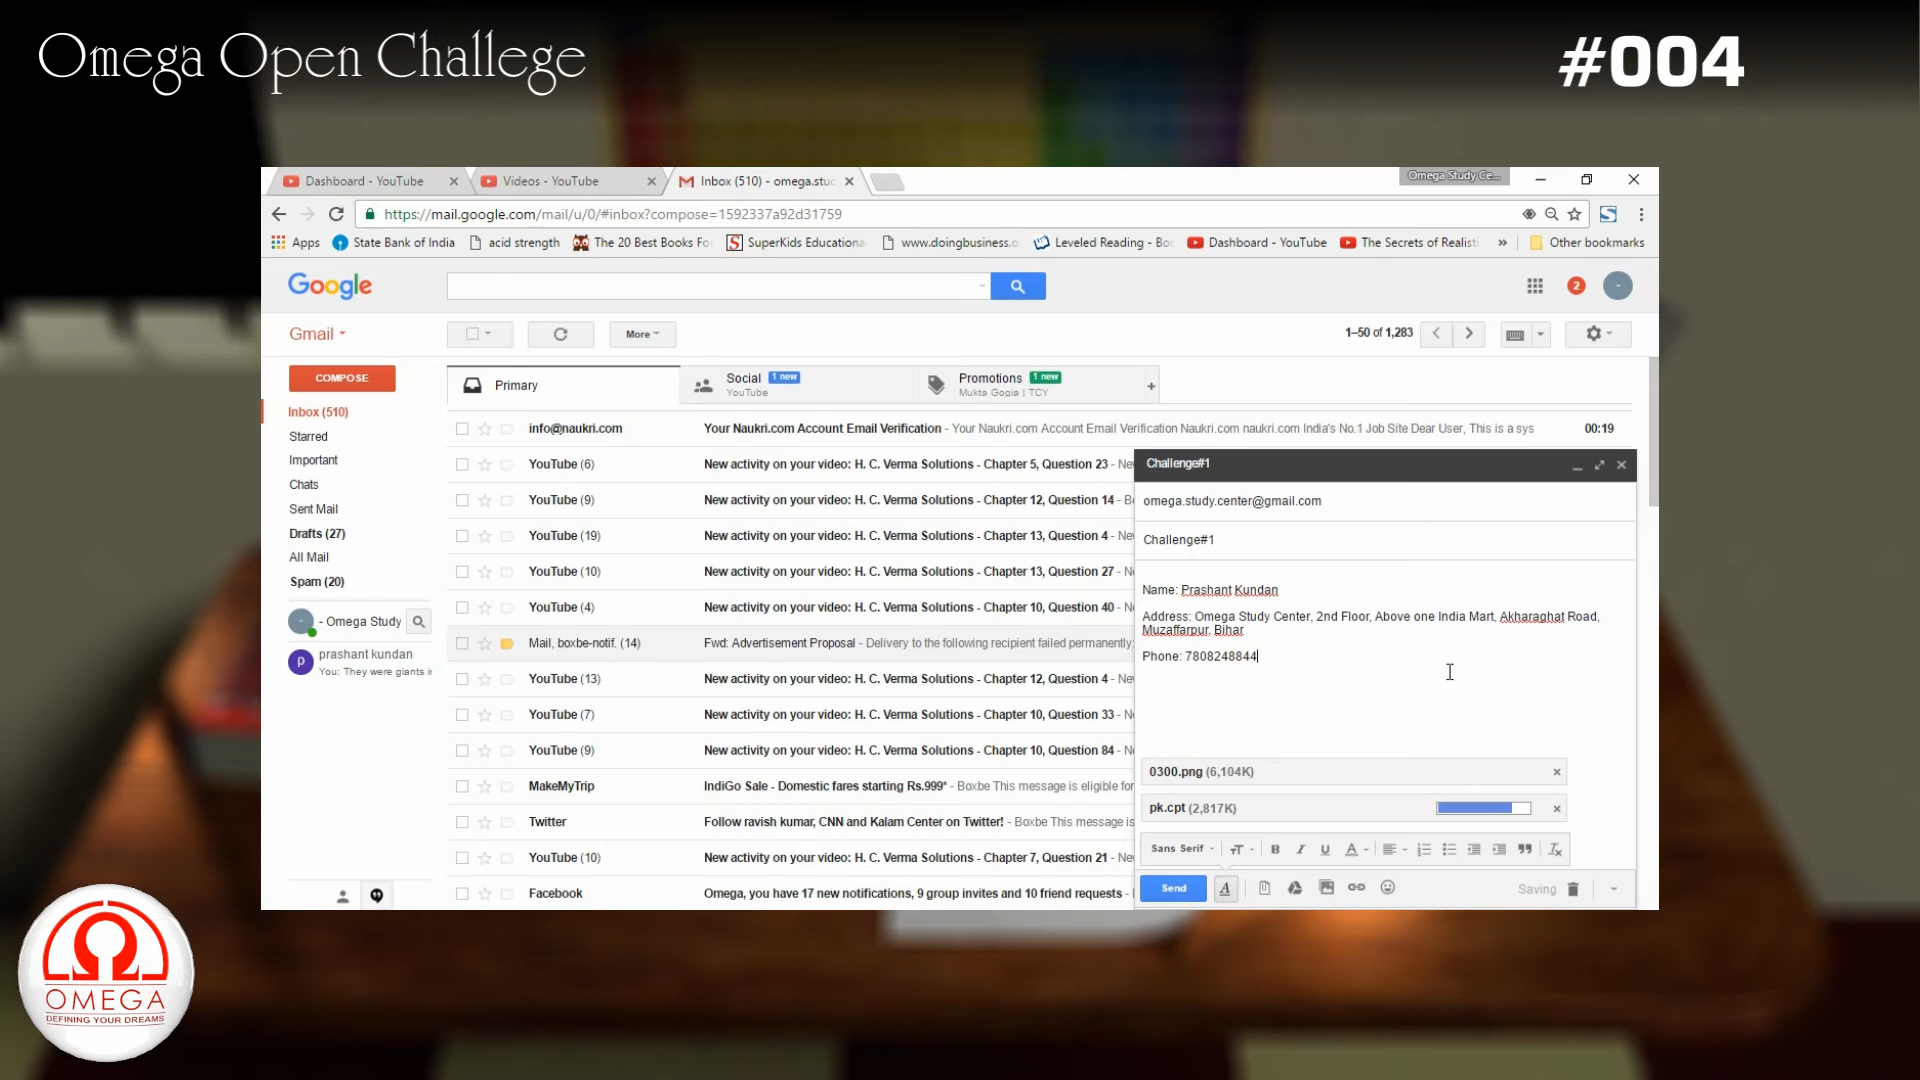 Omega Open Challege
#004
Dashboard - YouTube
Videos - YouTube
Inbox (510) - omega.stuc
Omega Study Ce...
https://mail.google.com/mail/u/0/#inbox?compose=1592337a92d31759
Apps
State Bank of India
acid strength
The 20 Best Books Fo
SuperKids Educationa
www.doingbusiness.o
Leveled Reading - Bo
Dashboard - YouTube
The Secrets of Realist
»
Other bookmarks
Google
2
Gmail
More
1–50 of 1,283
COMPOSE
Primary
Social 1 new
YouTube
Promotions 1 new
Mukta Gogia | TCY
+
Inbox (510)
Starred
Important
Chats
Sent Mail
Drafts (27)
All Mail
Spam (20)
- Omega Study
p
prashant kundan
You: They were giants i
info@naukri.com Your Naukri.com Account Email Verification - Your Naukri.com Account Email Verification Naukri.com naukri.com India's No.1 Job Site Dear User, This is a sys 00:19
YouTube (6) New activity on your video: H. C. Verma Solutions - Chapter 5, Question 23 - Ne
YouTube (9) New activity on your video: H. C. Verma Solutions - Chapter 12, Question 14 - B
YouTube (19) New activity on your video: H. C. Verma Solutions - Chapter 13, Question 4 - Ne
YouTube (10) New activity on your video: H. C. Verma Solutions - Chapter 13, Question 27 - N
YouTube (4) New activity on your video: H. C. Verma Solutions - Chapter 10, Question 40 - Ne
Mail, boxbe-notif. (14) Fwd: Advertisement Proposal - Delivery to the following recipient failed permanently:
YouTube (13) New activity on your video: H. C. Verma Solutions - Chapter 12, Question 4 - Ne
YouTube (7) New activity on your video: H. C. Verma Solutions - Chapter 10, Question 33 - N
YouTube (9) New activity on your video: H. C. Verma Solutions - Chapter 10, Question 84 - N
MakeMyTrip IndiGo Sale - Domestic fares starting Rs.999* - Boxbe This message is eligible for
Twitter Follow ravish kumar, CNN and Kalam Center on Twitter! - Boxbe This message is
YouTube (10) New activity on your video: H. C. Verma Solutions - Chapter 7, Question 21 - Ne
Facebook Omega, you have 17 new notifications, 9 group invites and 10 friend requests -
Challenge#1
omega.study.center@gmail.com
Challenge#1
Name: Prashant Kundan
Address: Omega Study Center, 2nd Floor, Above one India Mart, Akharaghat Road,
Muzaffarpur, Bihar
Phone: 7808248844
0300.png (6,104K)
pk.cpt (2,817K)
Sans Serif
Send
Saving
OMEGA
DEFINING YOUR DREAMS